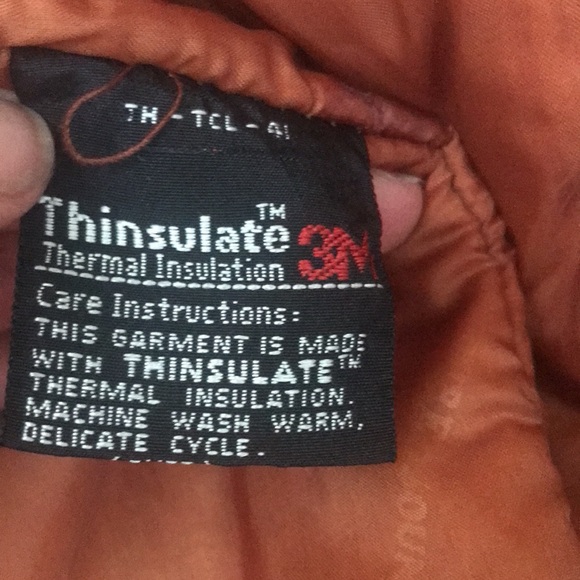 TH - TCL - 41
Thinsulate™ 3M
Thermal Insulation
Care Instructions:
THIS GARMENT IS MADE
WITH THINSULATE™
THERMAL INSULATION.
MACHINE WASH WARM,
DELICATE CYCLE.